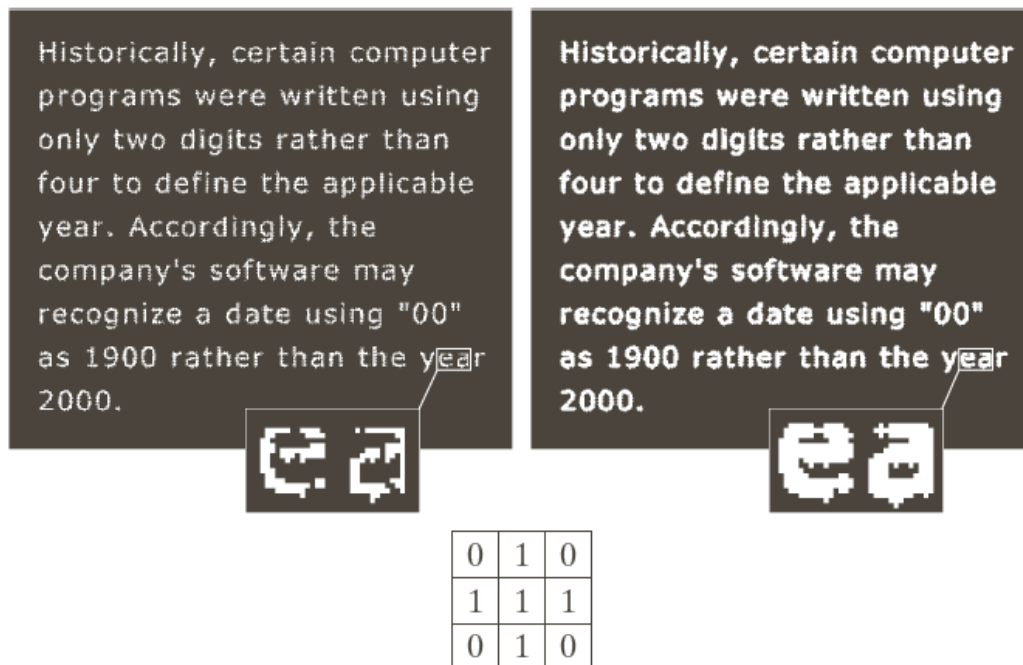 Historically, certain computer
programs were written using
only two digits rather than
four to define the applicable
year. Accordingly, the
company's software may
recognize a date using "00"
as 1900 rather than the year
2000.
ea
Historically, certain computer
programs were written using
only two digits rather than
four to define the applicable
year. Accordingly, the
company's software may
recognize a date using "00"
as 1900 rather than the year
2000.
ea
0 1 0
1 1 1
0 1 0